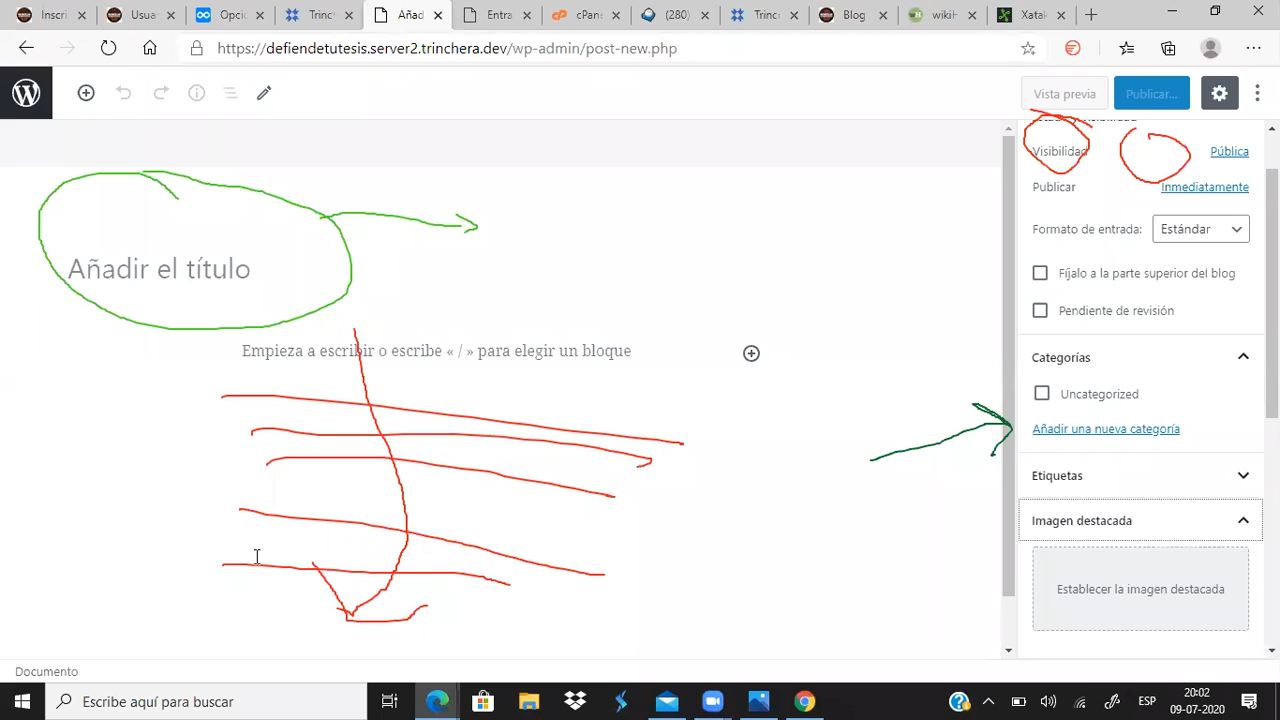 Inscri
Usua
Opci
Trinc
Añad
Entra
cPan
(280)
Trinc
Blog
wikiH
Xatak
https://defiendetutesis.server2.trinchera.dev/wp-admin/post-new.php
Vista previa
Publicar...
Visibilidad
Pública
Publicar
Inmediatamente
Formato de entrada:
Estándar
Añadir el título
Fíjalo a la parte superior del blog
Pendiente de revisión
Empieza a escribir o escribe « / » para elegir un bloque
Categorías
Uncategorized
Añadir una nueva categoría
Etiquetas
Imagen destacada
Establecer la imagen destacada
Documento
Escribe aquí para buscar
ESP
20:02
09-07-2020